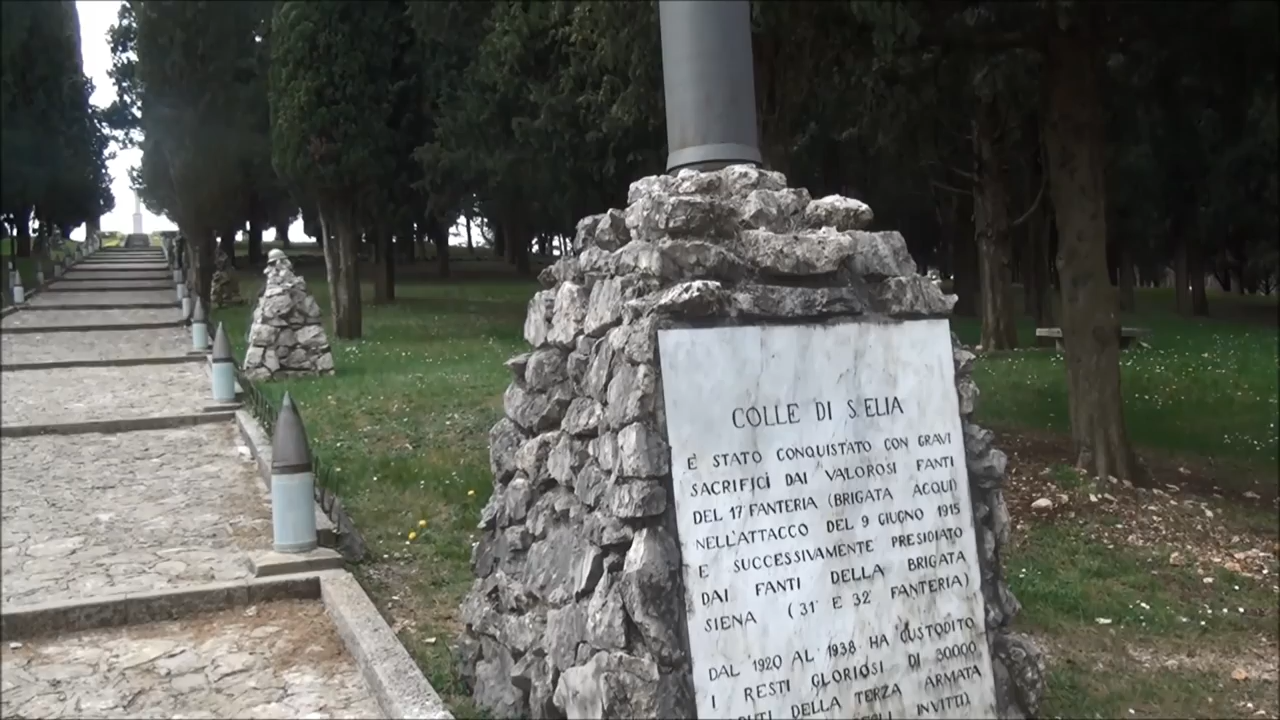 COLLE DI S. ELIA
È STATO CONQUISTATO CON GRAVI
SACRIFICI DAI VALOROSI FANTI
DEL 17° FANTERIA (BRIGATA ACQUI)
NELL'ATTACCO DEL 9 GIUGNO 1915
E SUCCESSIVAMENTE PRESIDIATO
DAI FANTI DELLA BRIGATA
SIENA (31° E 32° FANTERIA)
DAL 1920 AL 1938 HA CUSTODITO
I RESTI GLORIOSI DI 30000
DELLA TERZA ARMATA
INVITTI